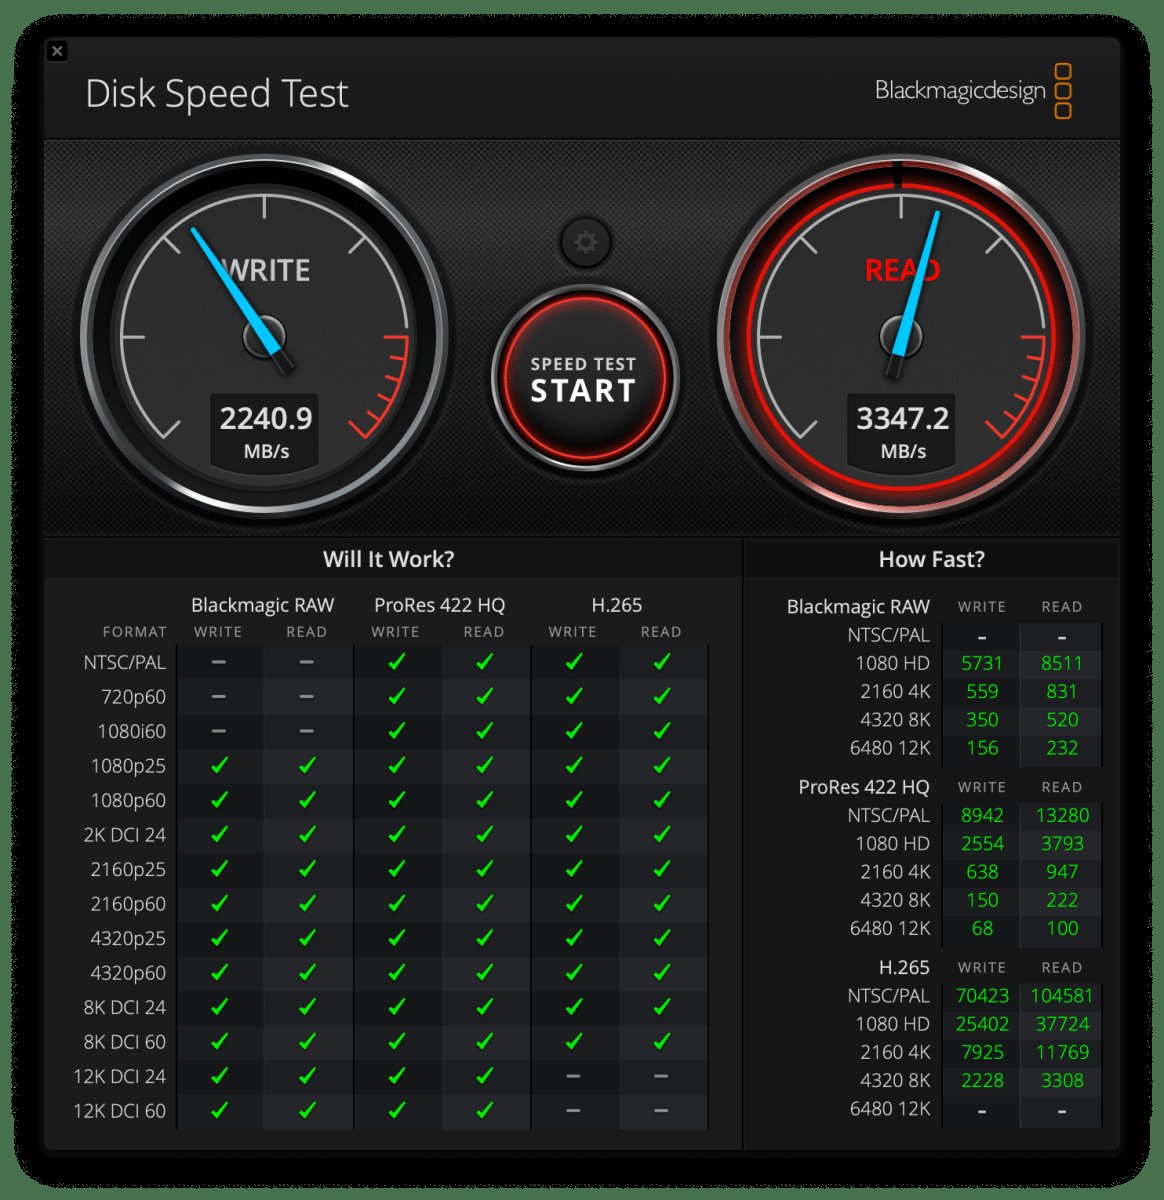 Disk Speed Test
Blackmagicdesign
WRITE
2240.9
MB/s
SPEED TEST
START
READ
3347.2
MB/s
Will It Work?
Blackmagic RAW ProRes 422 HQ H.265
FORMAT WRITE READ WRITE READ WRITE READ
NTSC/PAL – – ✓ ✓ ✓ ✓
720p60 – – ✓ ✓ ✓ ✓
1080i60 – – ✓ ✓ ✓ ✓
1080p25 ✓ ✓ ✓ ✓ ✓ ✓
1080p60 ✓ ✓ ✓ ✓ ✓ ✓
2K DCI 24 ✓ ✓ ✓ ✓ ✓ ✓
2160p25 ✓ ✓ ✓ ✓ ✓ ✓
2160p60 ✓ ✓ ✓ ✓ ✓ ✓
4320p25 ✓ ✓ ✓ ✓ ✓ ✓
4320p60 ✓ ✓ ✓ ✓ ✓ ✓
8K DCI 24 ✓ ✓ ✓ ✓ ✓ ✓
8K DCI 60 ✓ ✓ ✓ ✓ ✓ ✓
12K DCI 24 ✓ ✓ ✓ ✓ – –
12K DCI 60 ✓ ✓ ✓ ✓ – –
How Fast?
Blackmagic RAW WRITE READ
NTSC/PAL - -
1080 HD 5731 8511
2160 4K 559 831
4320 8K 350 520
6480 12K 156 232
ProRes 422 HQ WRITE READ
NTSC/PAL 8942 13280
1080 HD 2554 3793
2160 4K 638 947
4320 8K 150 222
6480 12K 68 100
H.265 WRITE READ
NTSC/PAL 70423 104581
1080 HD 25402 37724
2160 4K 7925 11769
4320 8K 2228 3308
6480 12K - -